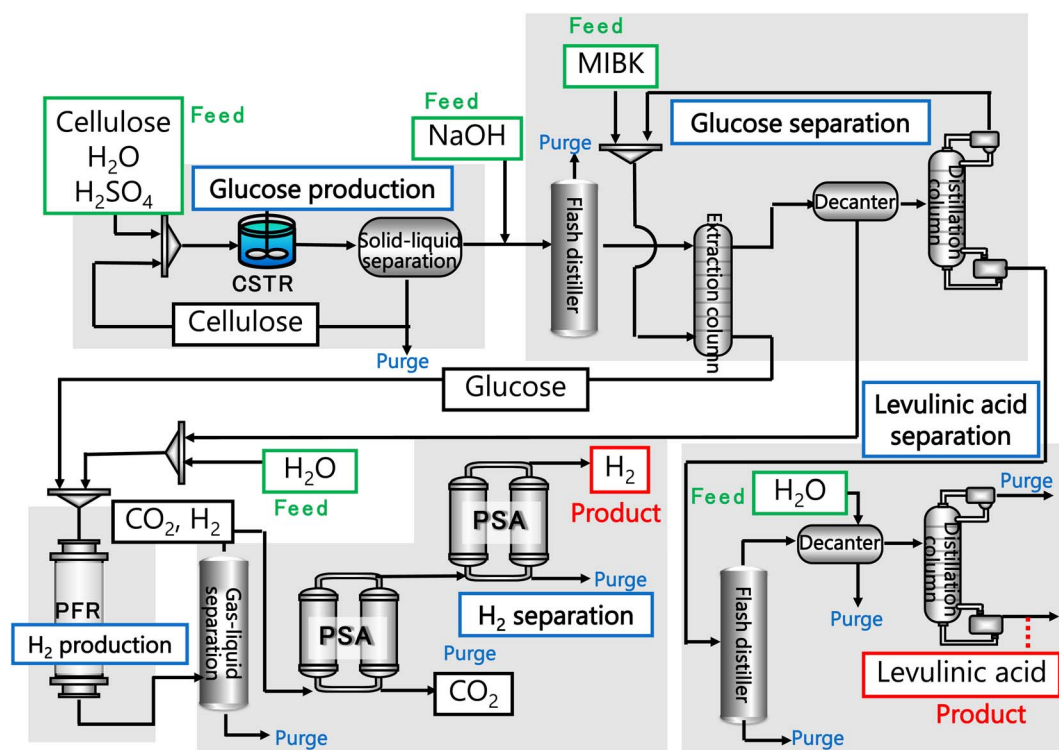 Feed
MIBK
Feed
Cellulose
H₂O
H₂SO₄
Feed
NaOH
Glucose separation
Purge
Glucose production
Decanter
Distillation
column
Flash distiller
Extraction column
Solid-liquid
separation
CSTR
Cellulose
Purge
Glucose
Levulinic acid
separation
H₂O
Feed
H₂
Product
Purge
Feed
H₂O
CO₂, H₂
PSA
Decanter
Distillation
column
Purge
H₂ separation
PFR
H₂ production
Gas-liquid
separation
PSA
Purge
Flash distiller
Purge
CO₂
Levulinic acid
Product
Purge
Purge